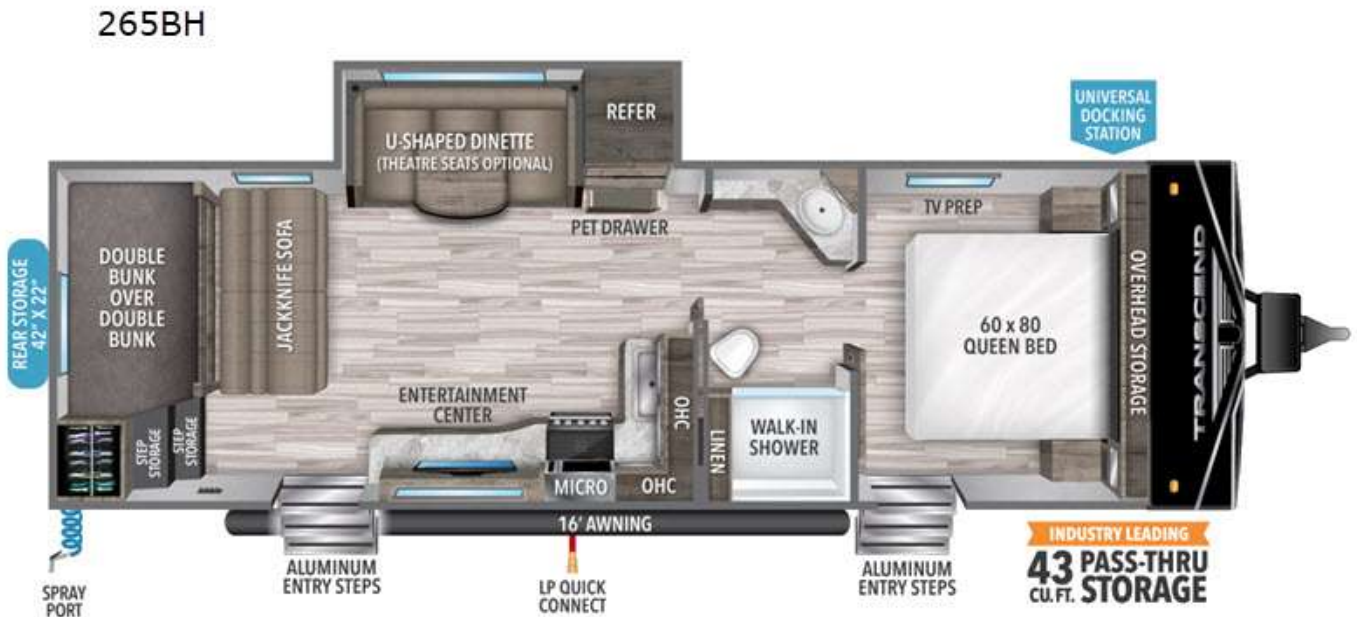 265BH
UNIVERSAL
DOCKING
STATION
REFER
U-SHAPED DINETTE
(THEATRE SEATS OPTIONAL)
PET DRAWER
TV PREP
REAR STORAGE
42" X 22"
DOUBLE
BUNK
OVER
DOUBLE
BUNK
JACKKNIFE SOFA
60 x 80
QUEEN BED
OVERHEAD STORAGE
TRANSCEND
ENTERTAINMENT
CENTER
OHC
LINEN
WALK-IN
SHOWER
STEP
STORAGE
STEP
STORAGE
MICRO
OHC
16' AWNING
SPRAY
PORT
ALUMINUM
ENTRY STEPS
LP QUICK
CONNECT
ALUMINUM
ENTRY STEPS
INDUSTRY LEADING
43 CU. FT. PASS-THRU
STORAGE